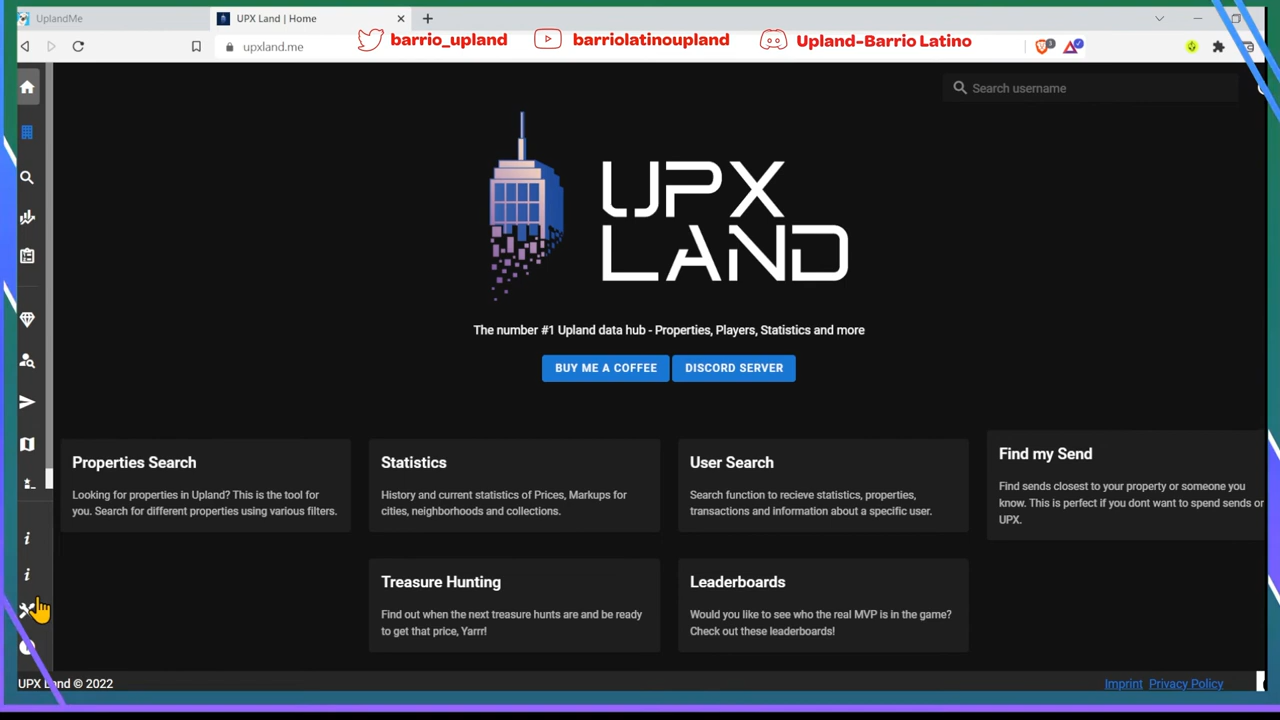 UplandMe
UPX Land | Home
upxland.me
barrio_upland
barriolatinoupland
Upland-Barrio Latino
1
Search username
UPX
LAND
The number #1 Upland data hub - Properties, Players, Statistics and more
BUY ME A COFFEE
DISCORD SERVER
Properties Search
Looking for properties in Upland? This is the tool for
you. Search for different properties using various filters.
Statistics
History and current statistics of Prices, Markups for
cities, neighborhoods and collections.
User Search
Search function to recieve statistics, properties,
transactions and information about a specific user.
Find my Send
Find sends closest to your property or someone you
know. This is perfect if you dont want to spend sends or
UPX.
Treasure Hunting
Find out when the next treasure hunts are and be ready
to get that price, Yarrr!
Leaderboards
Would you like to see who the real MVP is in the game?
Check out these leaderboards!
UPX Land © 2022
Imprint
Privacy Policy